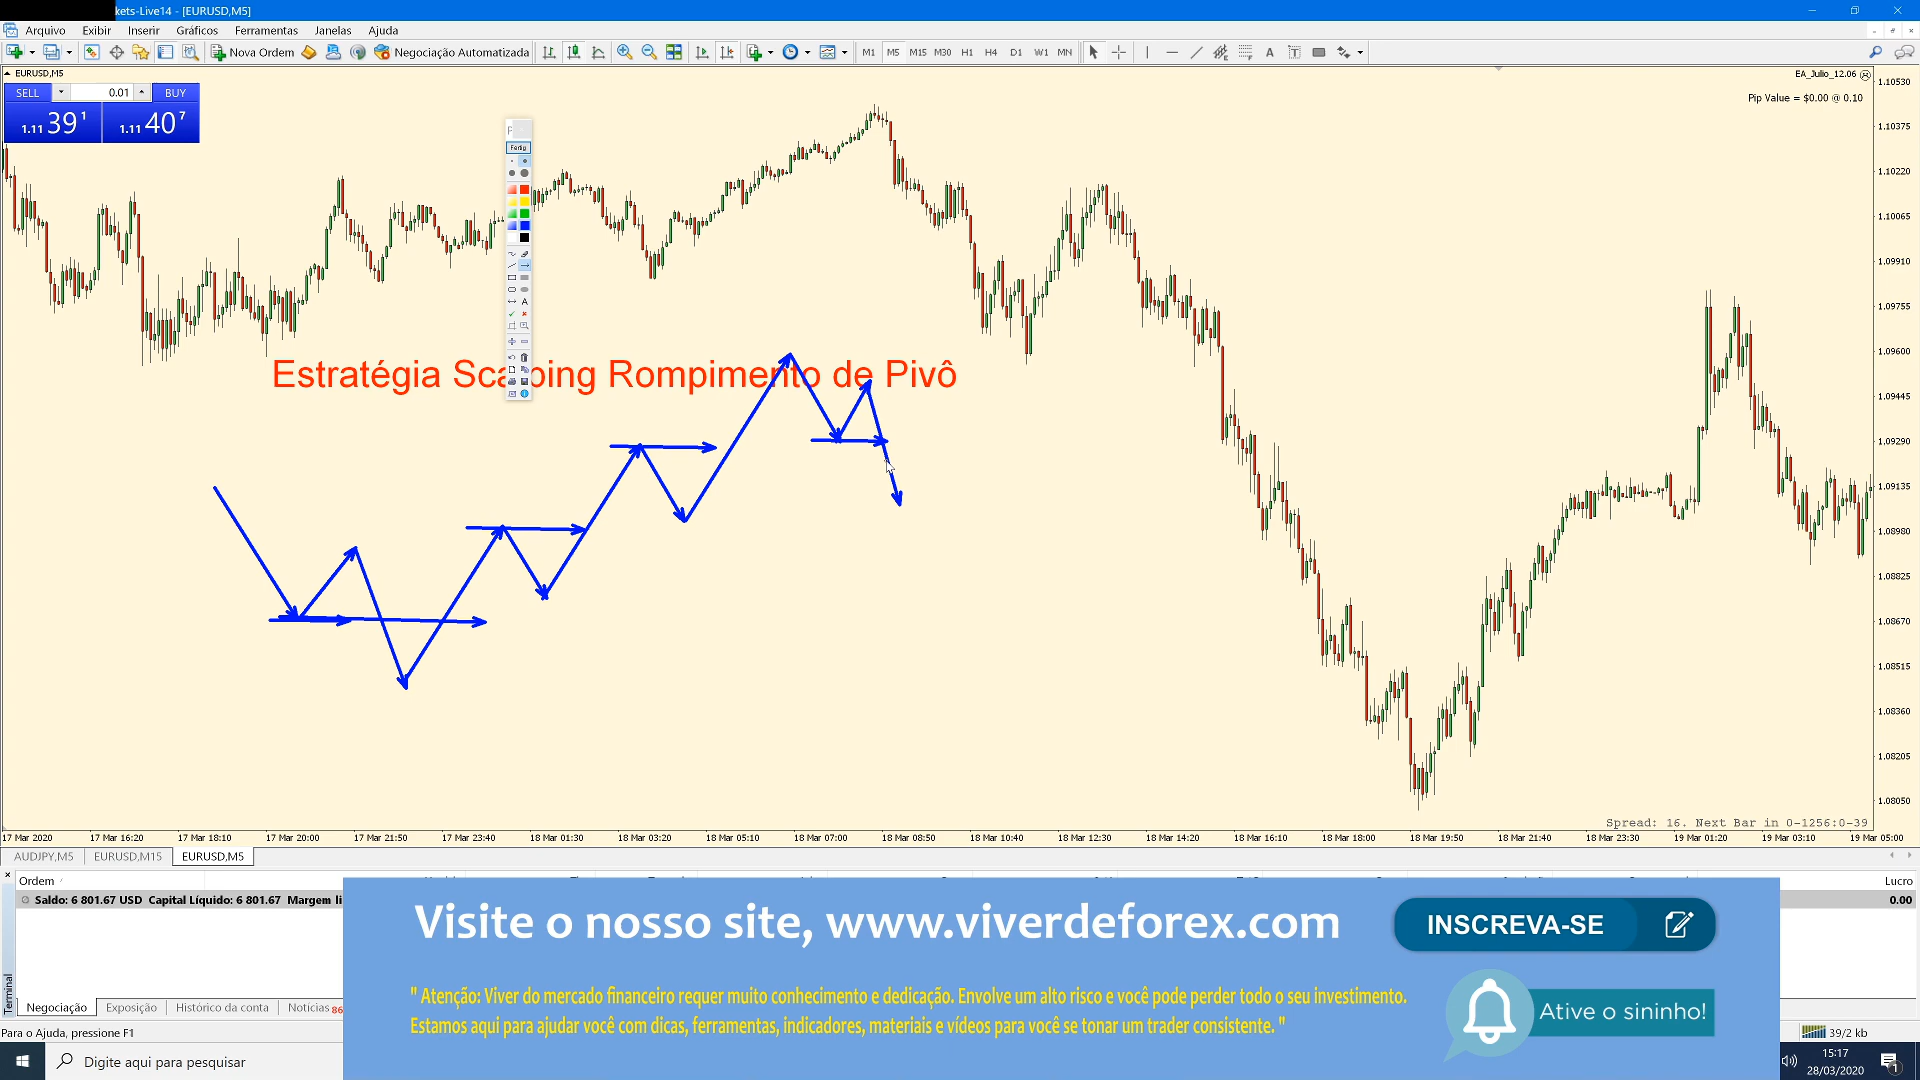 kets-Live14 - [EURUSD,M5]
Arquivo Exibir Inserir Gráficos Ferramentas Janelas Ajuda
Nova Ordem Negociação Automatizada M1 M5 M15 M30 H1 H4 D1 W1 MN
EURUSD,M5
EA_Julio_12.06
SELL 0.01 BUY
Pip Value = $0.00 @ 0.10
1.11 39 1 1.11 40 7
Fertig
Estratégia Scalping Rompimento de Pivô
1.10530
1.10375
1.10220
1.10065
1.09910
1.09755
1.09600
1.09445
1.09290
1.09135
1.08980
1.08825
1.08670
1.08515
1.08360
1.08205
1.08050
Spread: 16. Next Bar in 0-1256:0-39
17 Mar 2020 17 Mar 16:20 17 Mar 18:10 17 Mar 20:00 17 Mar 21:50 17 Mar 23:40 18 Mar 01:30 18 Mar 03:20 18 Mar 05:10 18 Mar 07:00 18 Mar 08:50 18 Mar 10:40 18 Mar 12:30 18 Mar 14:20 18 Mar 16:10 18 Mar 18:00 18 Mar 19:50 18 Mar 21:40 18 Mar 23:30 19 Mar 01:20 19 Mar 03:10 19 Mar 05:00
AUDJPY,M5 EURUSD,M15 EURUSD,M5
Ordem Lucro
Saldo: 6 801.67 USD Capital Líquido: 6 801.67 Margem li 0.00
Visite o nosso site, www.viverdeforex.com
INSCREVA-SE
" Atenção: Viver do mercado financeiro requer muito conhecimento e dedicação. Envolve um alto risco e você pode perder todo o seu investimento.
Estamos aqui para ajudar você com dicas, ferramentas, indicadores, materiais e vídeos para você se tonar um trader consistente. "
Ative o sininho!
Terminal
Negociação Exposição Histórico da conta Notícias 86
Para o Ajuda, pressione F1
39/2 kb
Digite aqui para pesquisar
15:17
28/03/2020
1